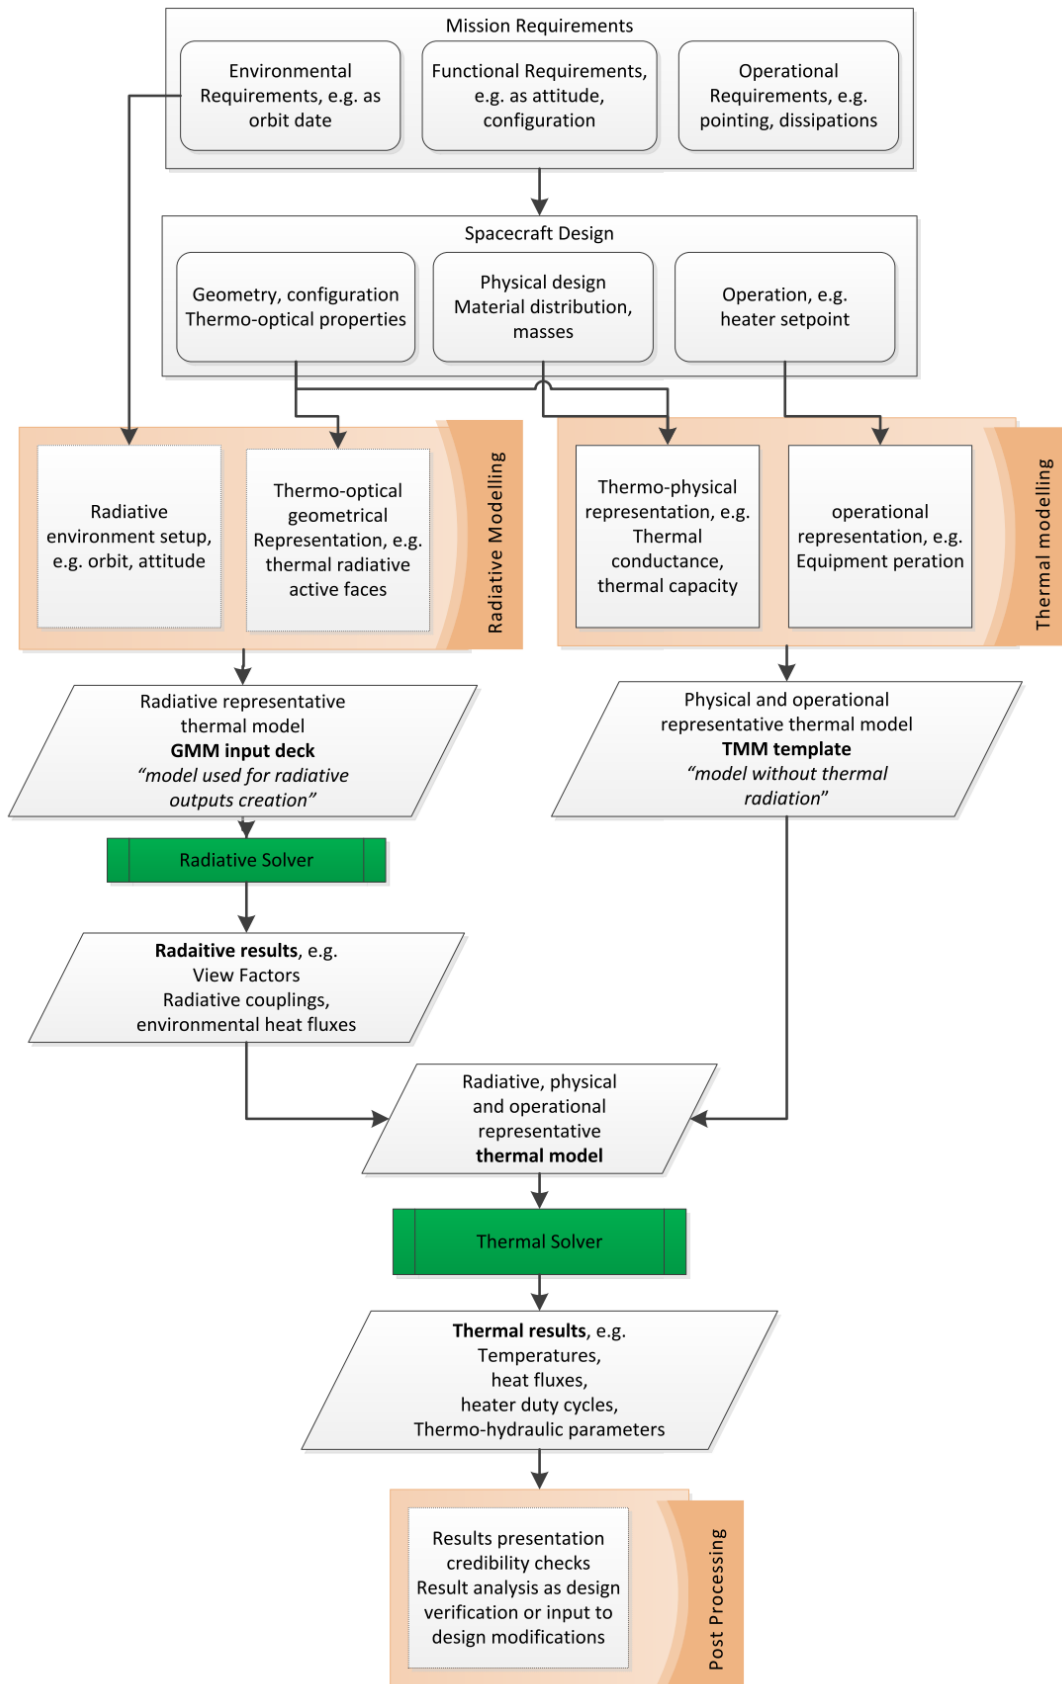 Mission Requirements
Environmental
Requirements, e.g. as
orbit date
Functional Requirements,
e.g. as attitude,
configuration
Operational
Requirements, e.g.
pointing, dissipations
Spacecraft Design
Geometry, configuration
Thermo-optical properties
Physical design
Material distribution,
masses
Operation, e.g.
heater setpoint
Radiative
environment setup,
e.g. orbit, attitude
Thermo-optical
geometrical
Representation, e.g.
thermal radiative
active faces
Radiative Modelling
Thermo-physical
representation, e.g.
Thermal
conductance,
thermal capacity
operational
representation, e.g.
Equipment peration
Thermal modelling
Radiative representative
thermal model
GMM input deck
“model used for radiative
outputs creation”
Physical and operational
representative thermal model
TMM template
“model without thermal
radiation”
Radiative Solver
Radaitive results, e.g.
View Factors
Radiative couplings,
environmental heat fluxes
Radiative, physical
and operational
representative
thermal model
Thermal Solver
Thermal results, e.g.
Temperatures,
heat fluxes,
heater duty cycles,
Thermo-hydraulic parameters
Results presentation
credibility checks
Result analysis as design
verification or input to
design modifications
Post Processing